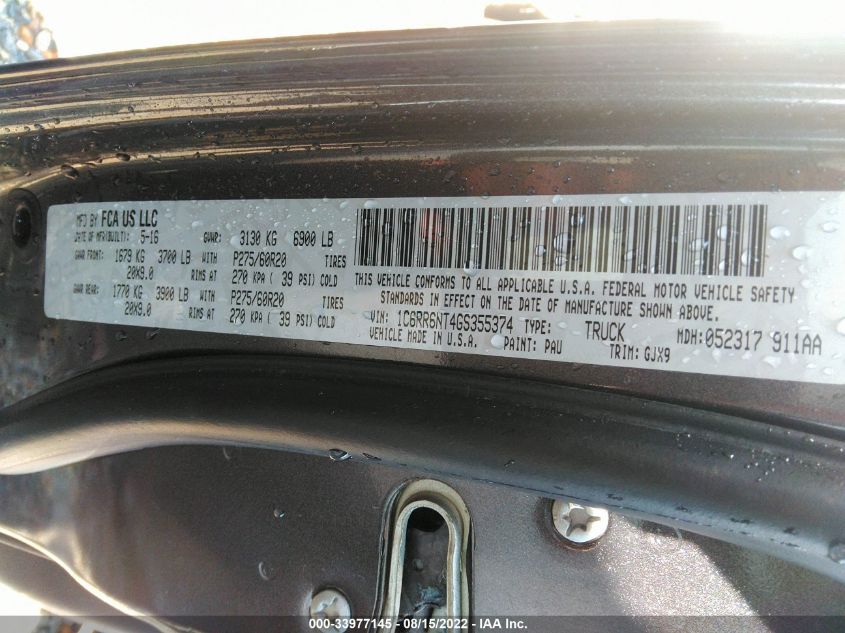 MFD BY FCA US LLC
DATE OF MFR(BUILT): 5-16 GVWR: 3130 KG 6900 LB
GAWR FRONT: 1679 KG 3700 LB WITH P275/60R20 TIRES
20X9.0 RIMS AT 270 KPA ( 39 PSI) COLD
GAWR REAR: 1770 KG 3900 LB WITH P275/60R20 TIRES
20X9.0 RIMS AT 270 KPA ( 39 PSI) COLD
THIS VEHICLE CONFORMS TO ALL APPLICABLE U.S.A. FEDERAL MOTOR VEHICLE SAFETY
STANDARDS IN EFFECT ON THE DATE OF MANUFACTURE SHOWN ABOVE.
VIN: 1C6RR6NT4GS355374 TYPE: TRUCK MDH:052317 911AA
VEHICLE MADE IN U.S.A. PAINT: PAU TRIM: GJX9
000-33977145 - 08/15/2022 - IAA Inc.